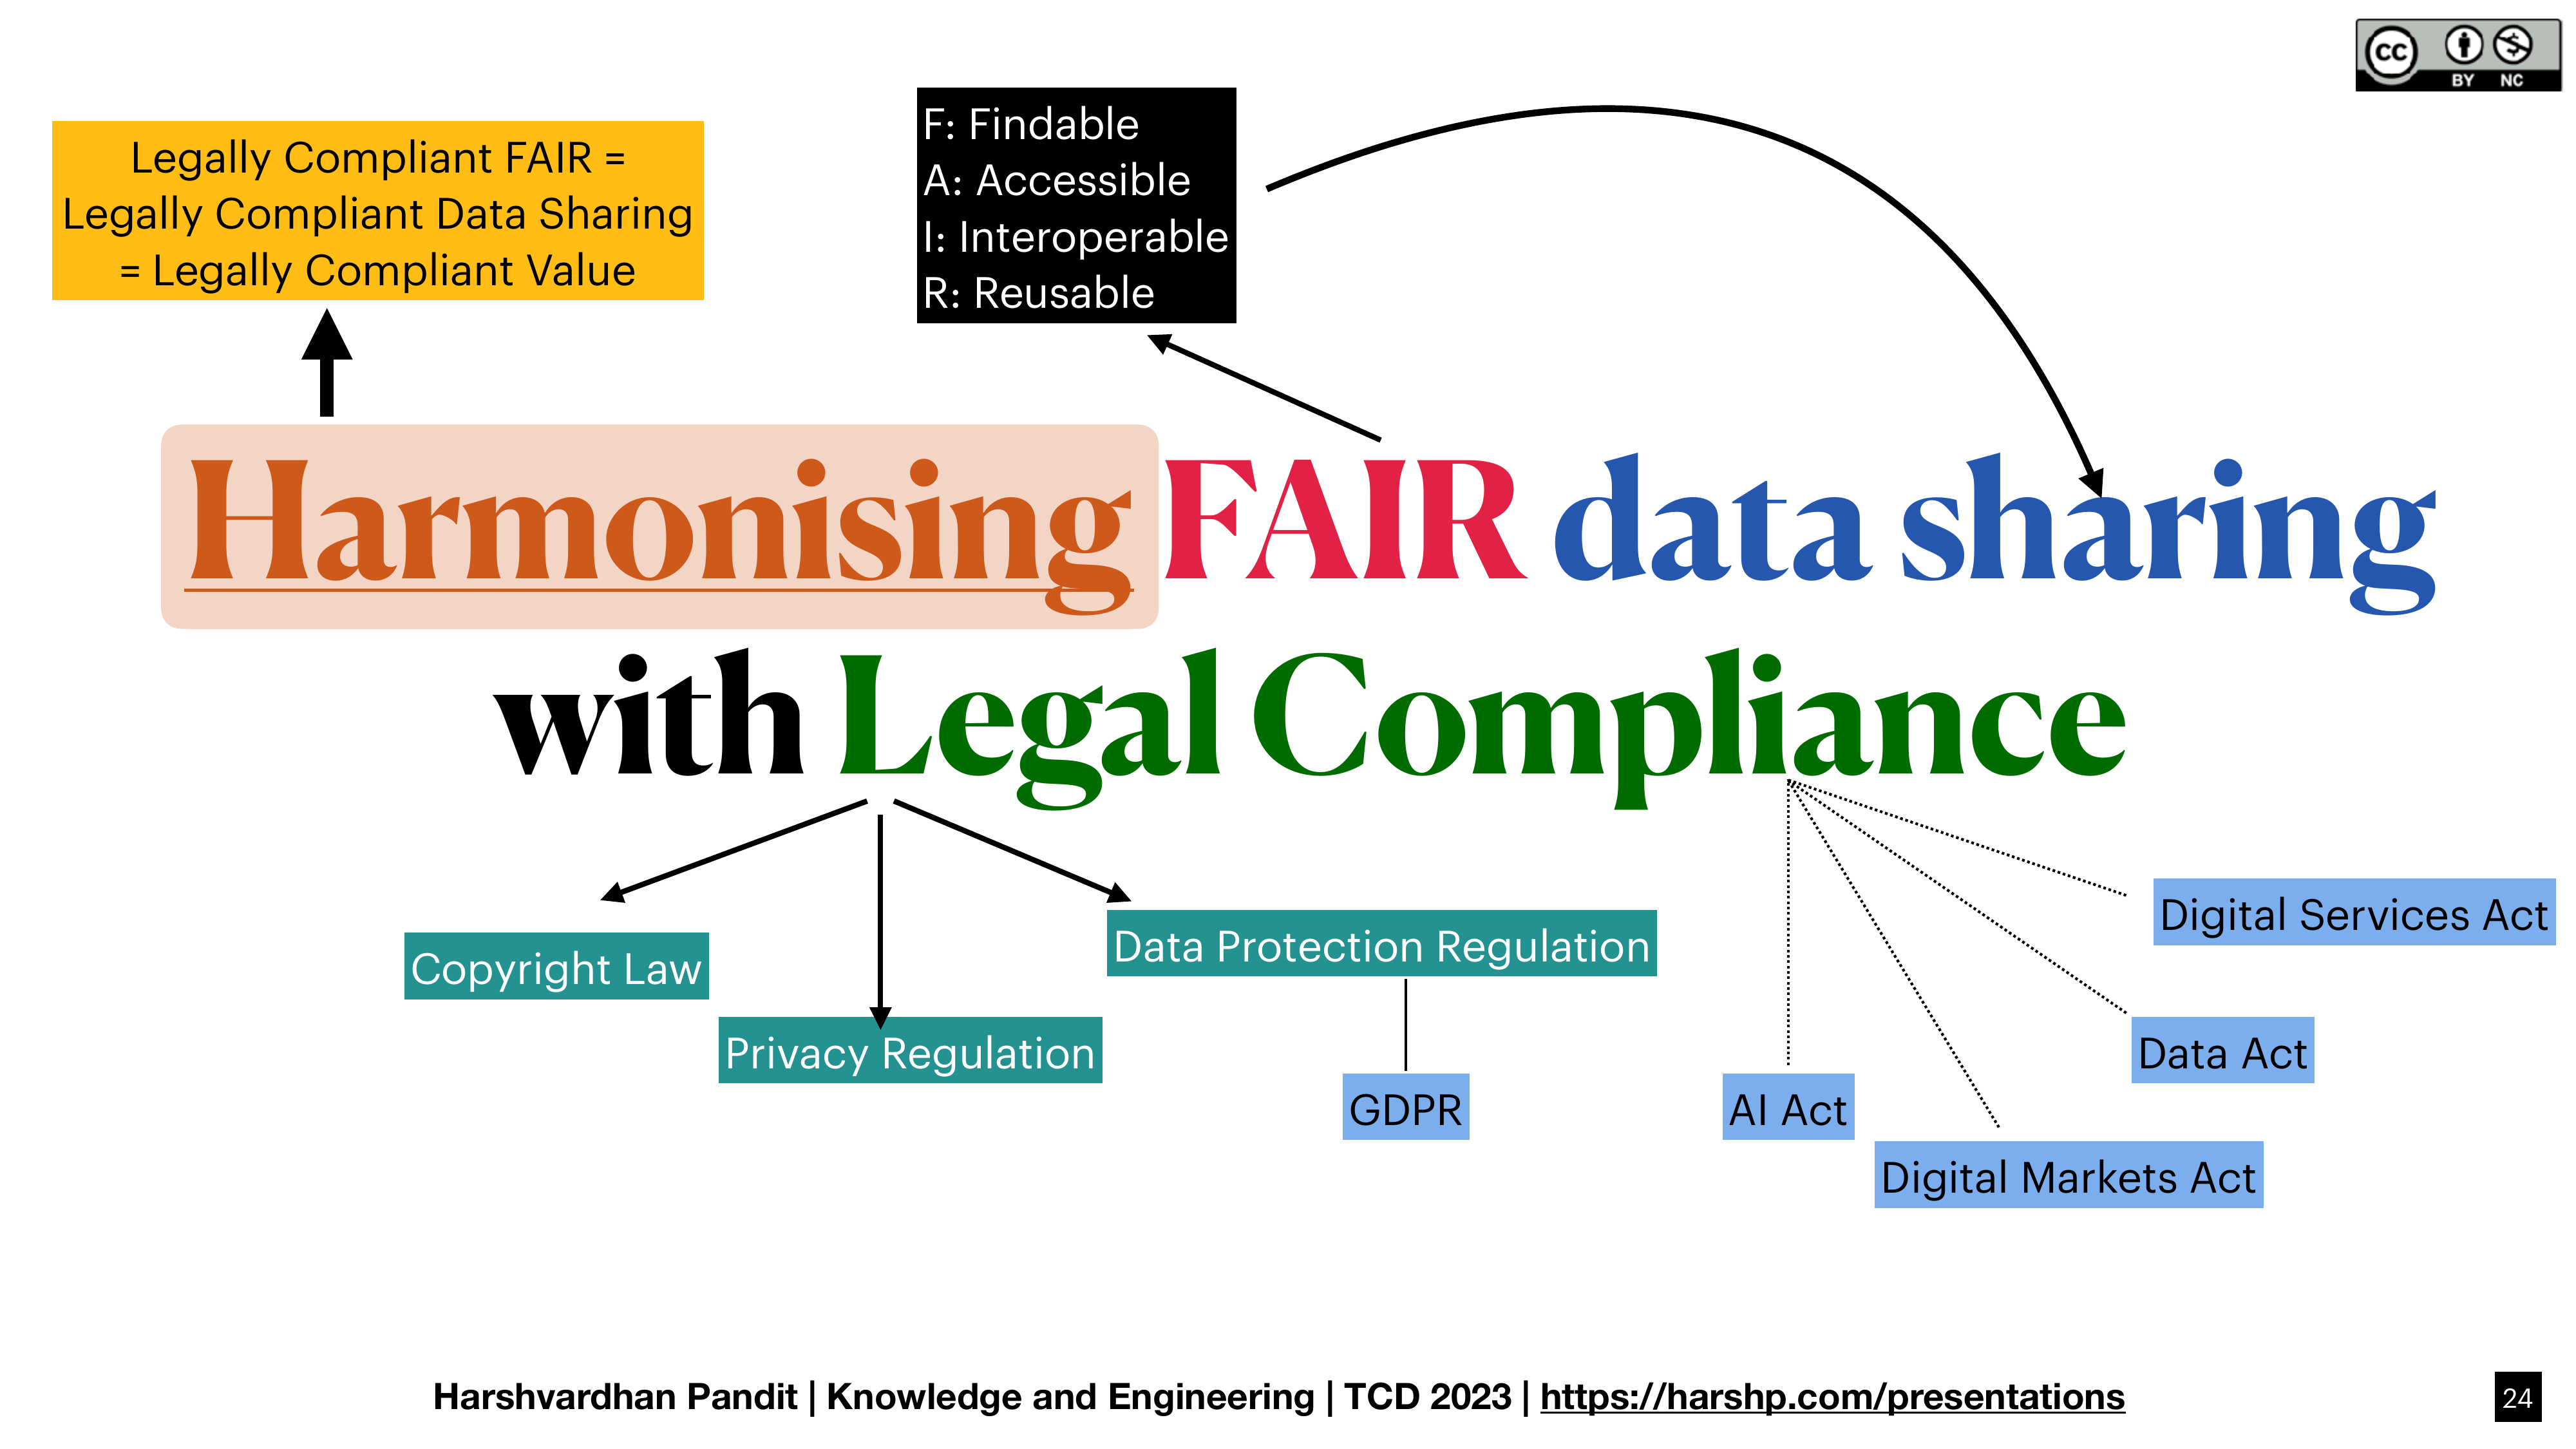 cc
BY NC
Legally Compliant FAIR =
Legally Compliant Data Sharing
= Legally Compliant Value
F: Findable
A: Accessible
I: Interoperable
R: Reusable
Harmonising FAIR data sharing
with Legal Compliance
Copyright Law
Privacy Regulation
Data Protection Regulation
GDPR
AI Act
Digital Markets Act
Data Act
Digital Services Act
Harshvardhan Pandit | Knowledge and Engineering | TCD 2023 | https://harshp.com/presentations
24